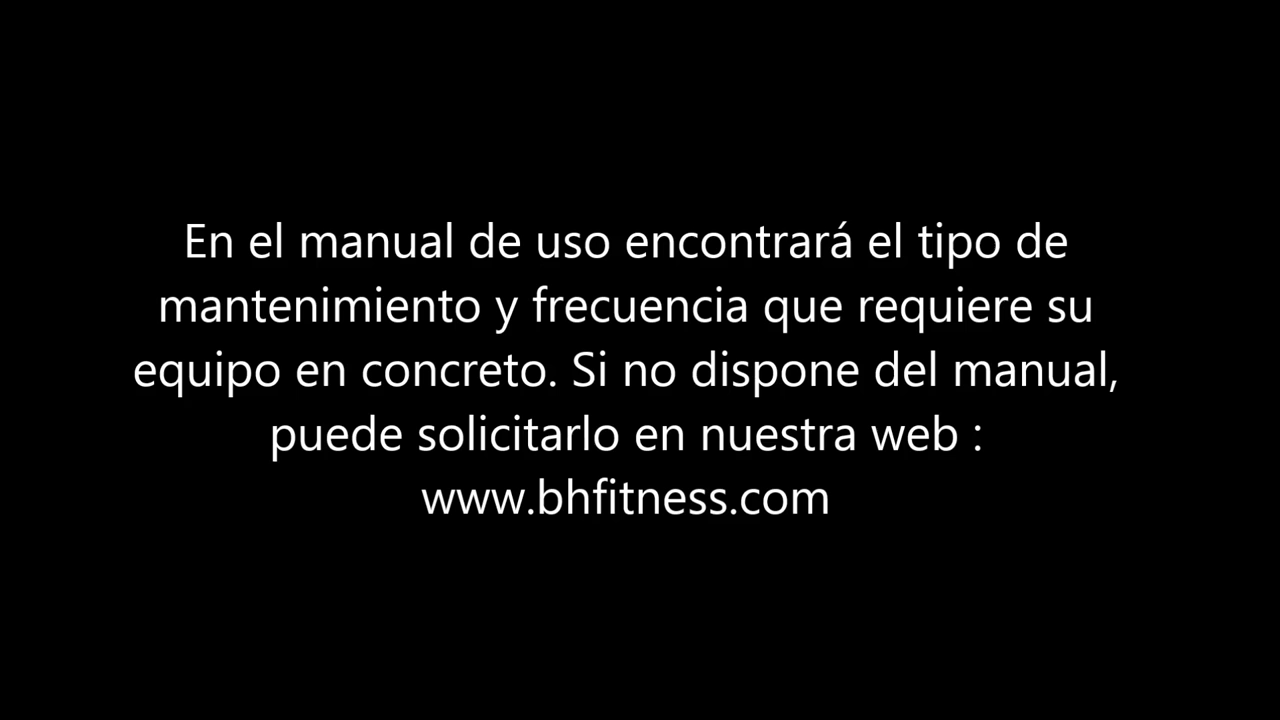 En el manual de uso encontrará el tipo de
mantenimiento y frecuencia que requiere su
equipo en concreto. Si no dispone del manual,
puede solicitarlo en nuestra web :
www.bhfitness.com